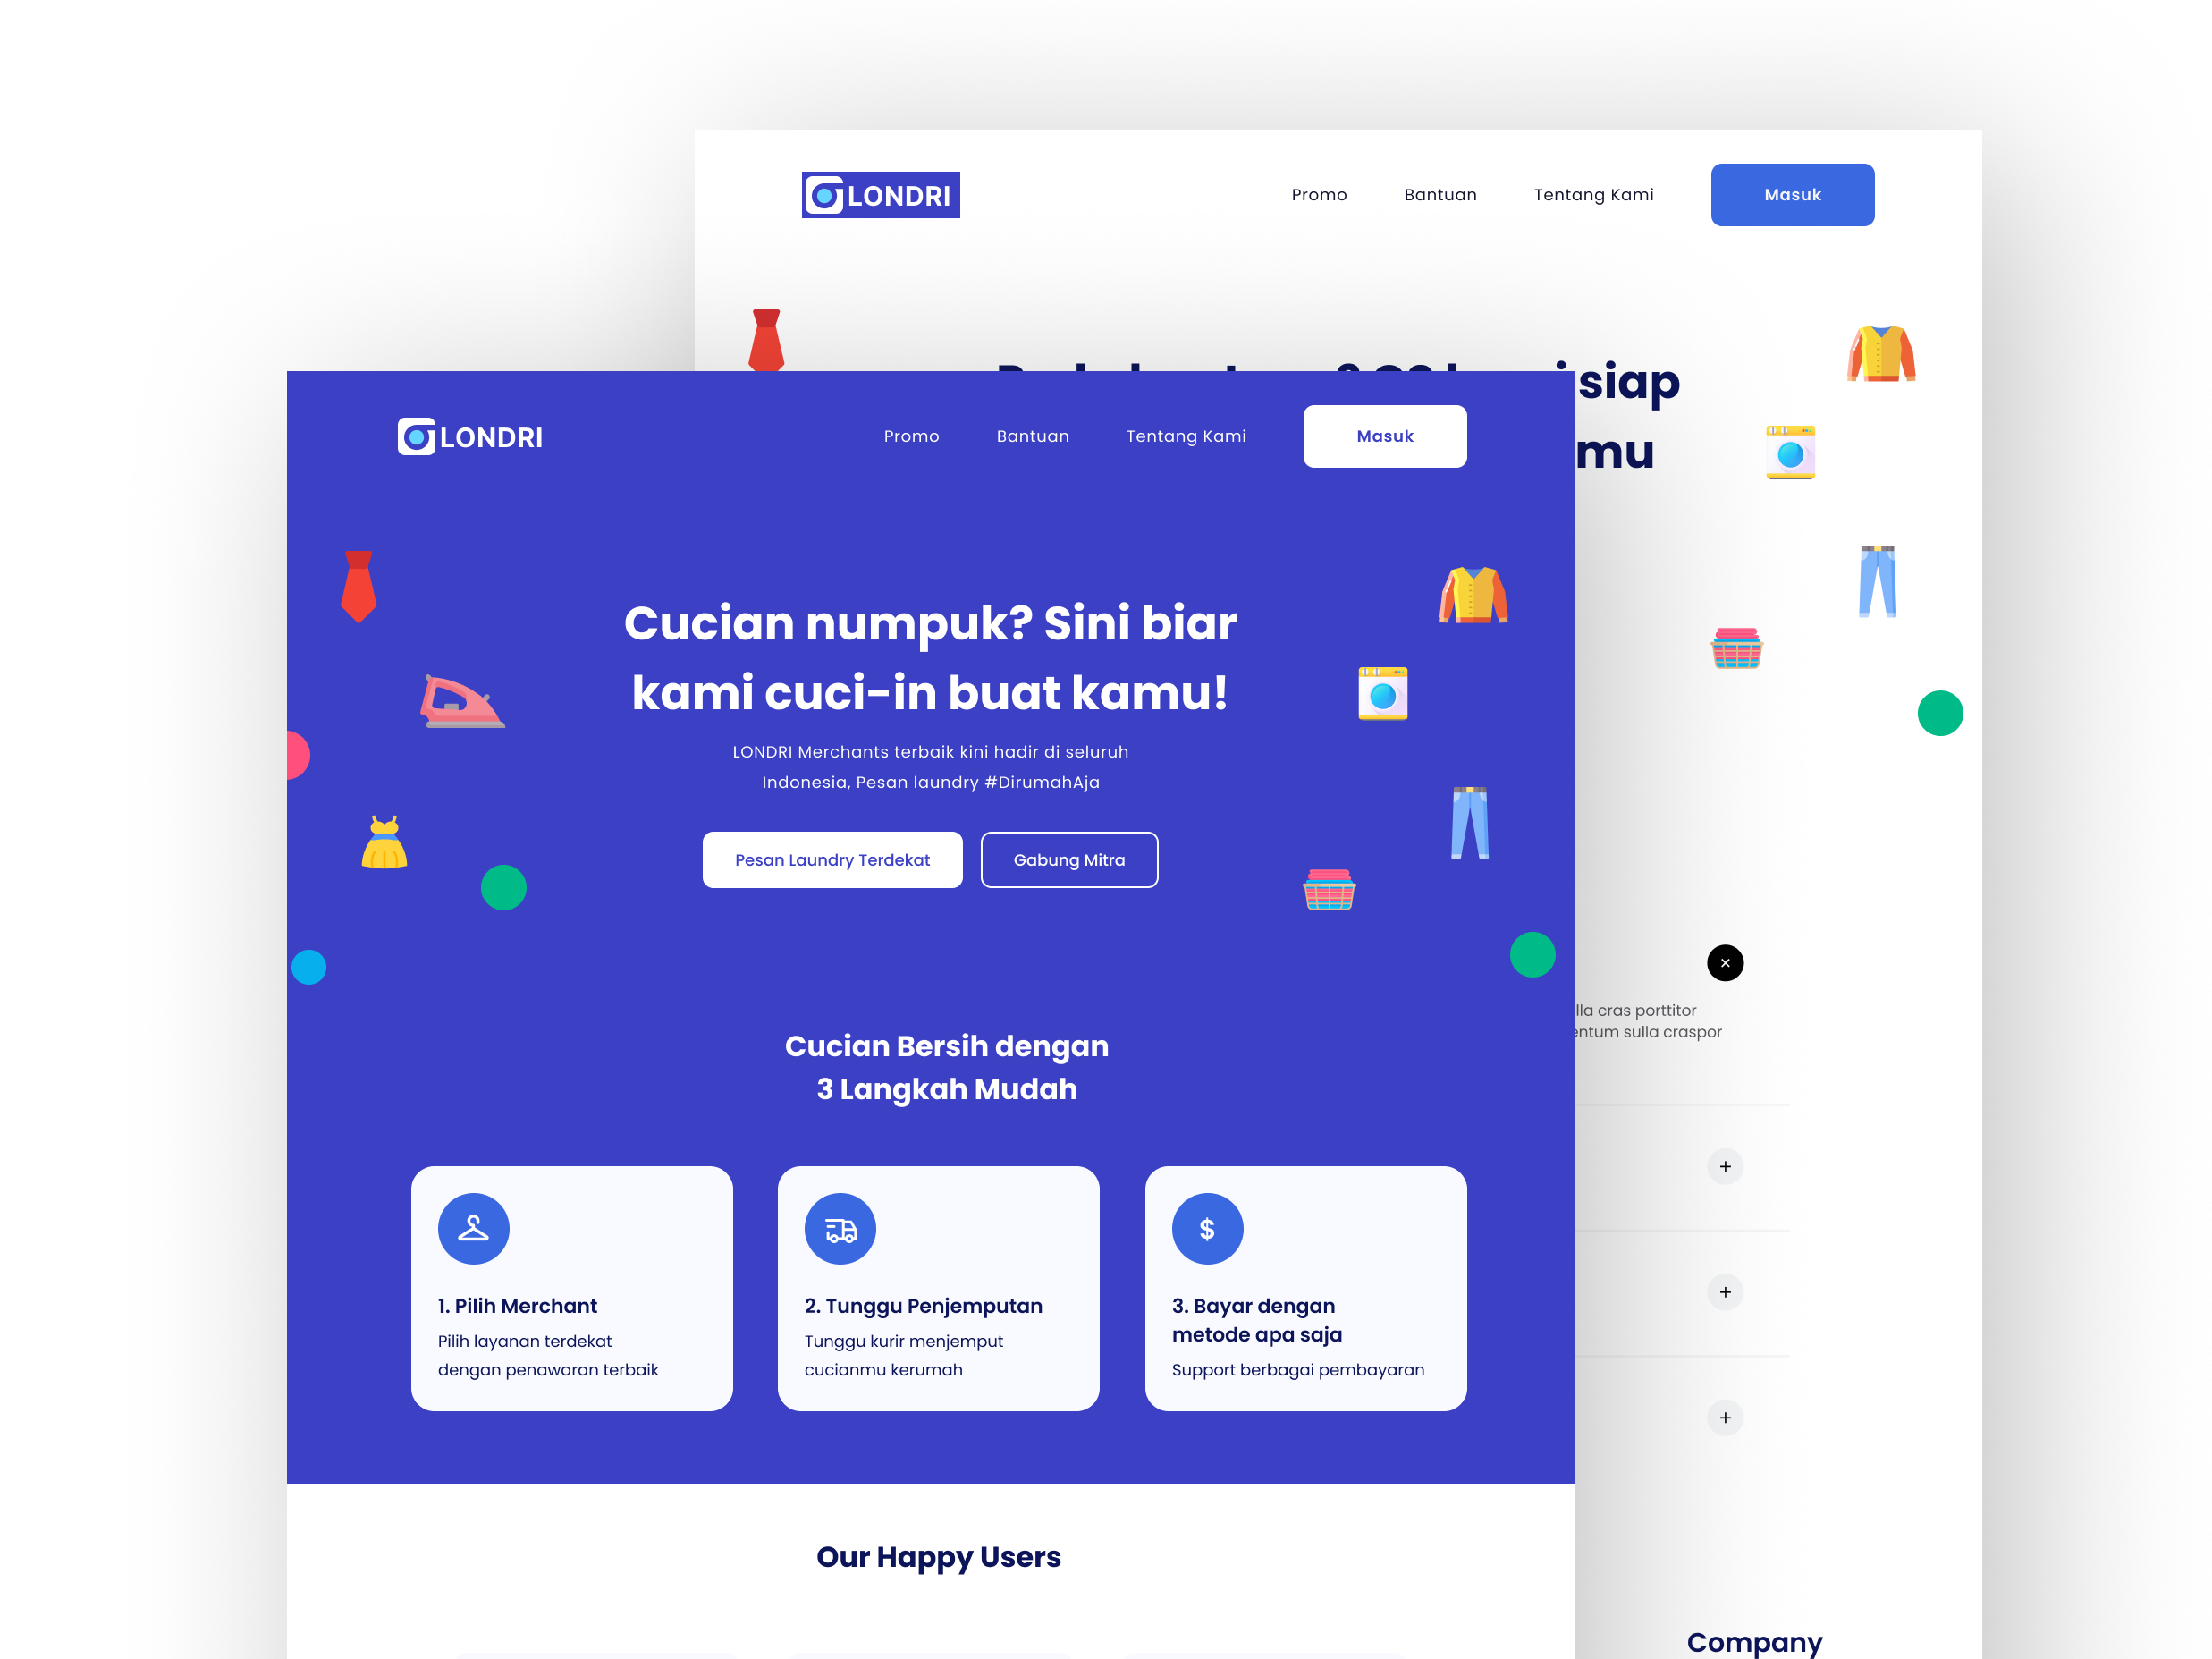 LONDRI
Promo Bantuan Tentang Kami Masuk
siap
mu
LONDRI
Promo Bantuan Tentang Kami Masuk
Cucian numpuk? Sini biar
kami cuci-in buat kamu!
LONDRI Merchants terbaik kini hadir di seluruh
Indonesia, Pesan laundry #DirumahAja
Pesan Laundry Terdekat Gabung Mitra
Cucian Bersih dengan
3 Langkah Mudah
$
1. Pilih Merchant
Pilih layanan terdekat
dengan penawaran terbaik
2. Tunggu Penjemputan
Tunggu kurir menjemput
cucianmu kerumah
3. Bayar dengan
metode apa saja
Support berbagai pembayaran
Our Happy Users
cras porttitor
sulla craspor
Company